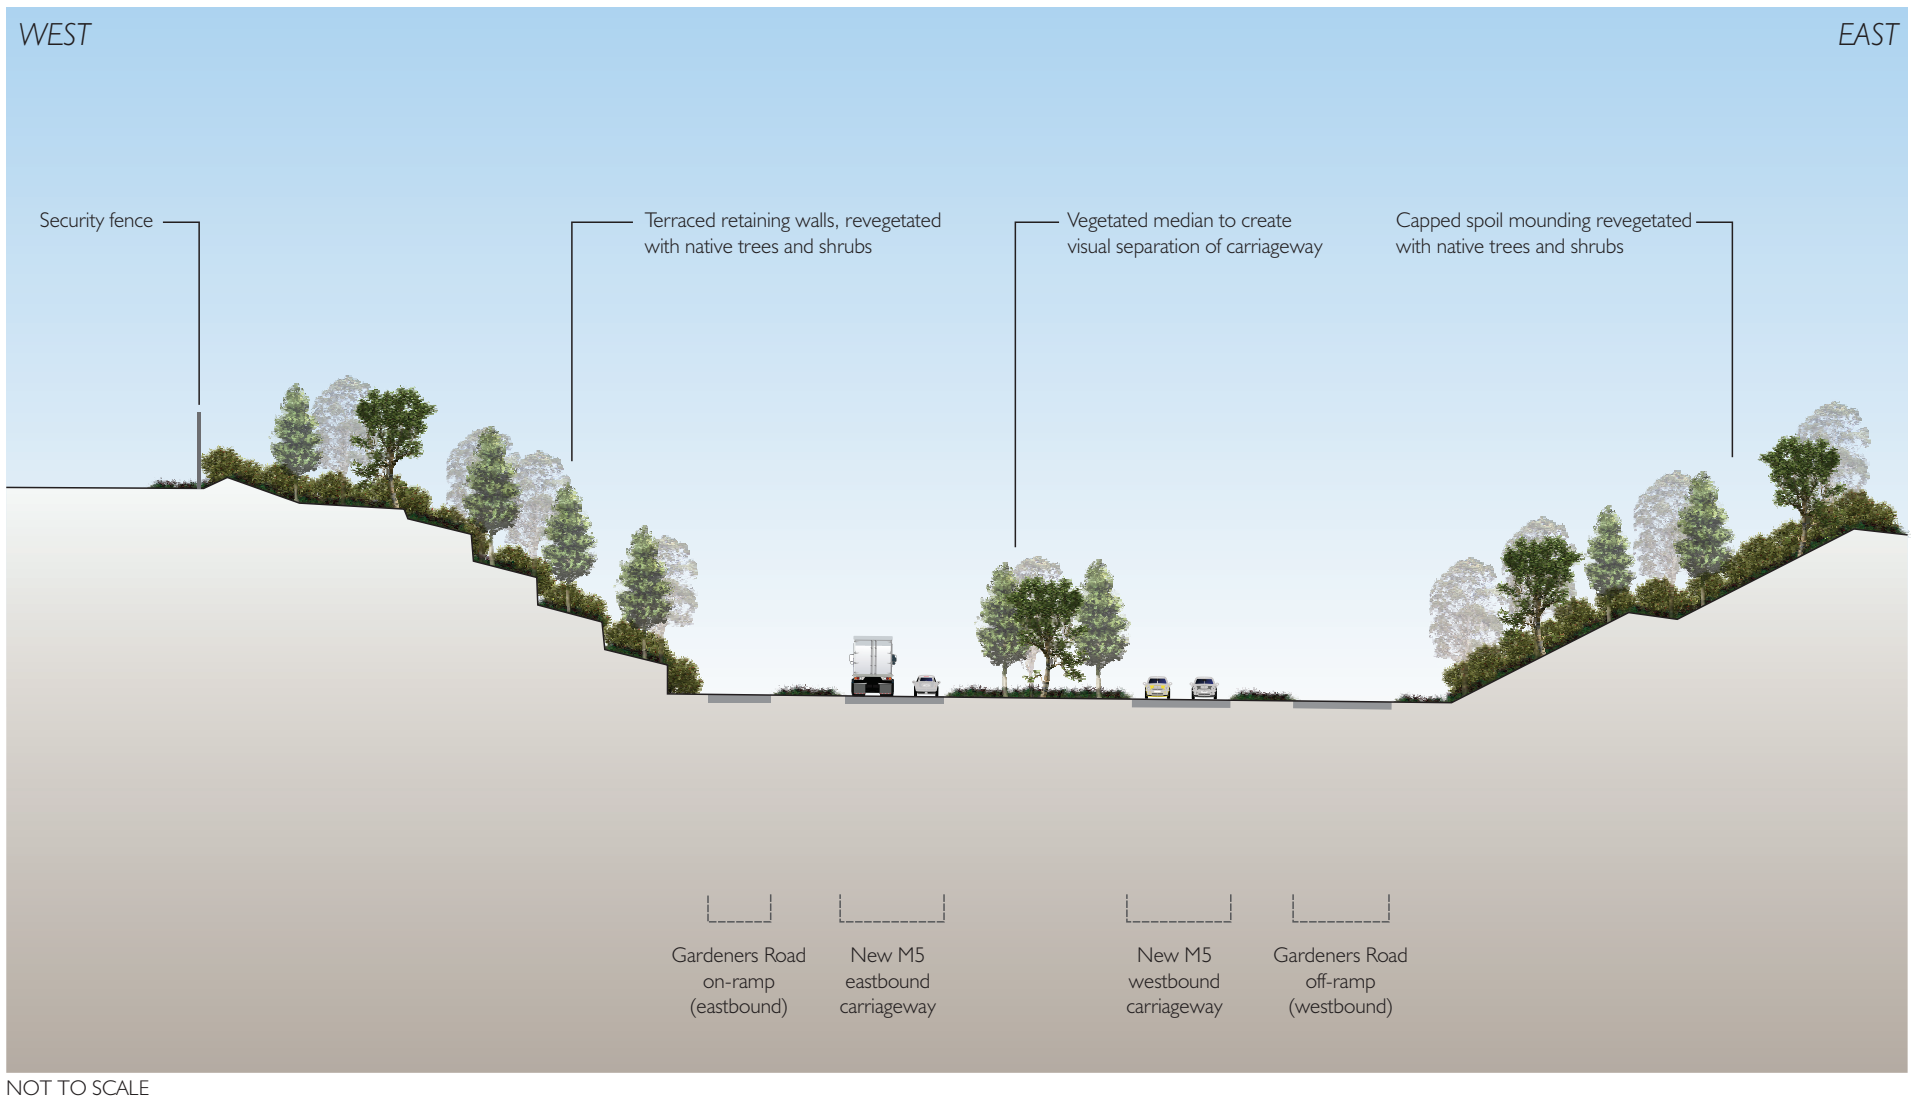 WEST
EAST
Security fence
Terraced retaining walls, revegetated
with native trees and shrubs
Vegetated median to create
visual separation of carriageway
Capped spoil mounding revegetated
with native trees and shrubs
Gardeners Road
on-ramp
(eastbound)
New M5
eastbound
carriageway
New M5
westbound
carriageway
Gardeners Road
off-ramp
(westbound)
NOT TO SCALE